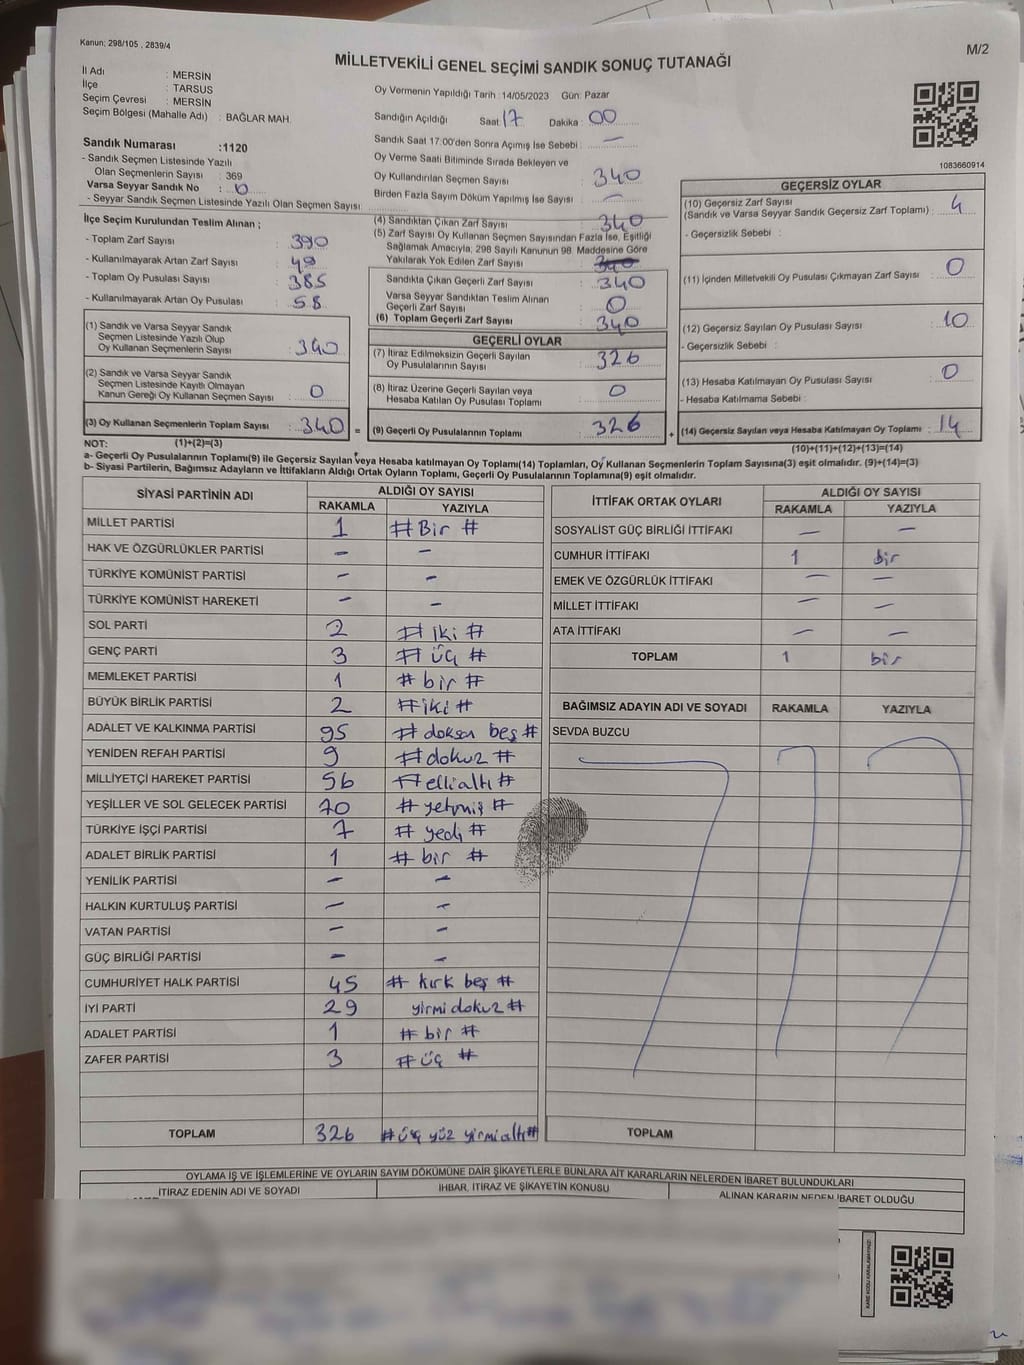 Kanun; 298/105 , 2839/4
M/2
MİLLETVEKİLİ GENEL SEÇİMİ SANDIK SONUÇ TUTANAĞI
İl Adı : MERSİN
İlçe : TARSUS
Seçim Çevresi : MERSİN
Seçim Bölgesi (Mahalle Adı) : BAĞLAR MAH.
Sandık Numarası :1120
- Sandık Seçmen Listesinde Yazılı
Olan Seçmenlerin Sayısı : 369
Varsa Seyyar Sandık No : 0
- Seyyar Sandık Seçmen Listesinde Yazılı Olan Seçmen Sayısı:
Oy Vermenin Yapıldığı Tarih :14/05/2023 Gün: Pazar
Sandığın Açıldığı Saat:17 Dakika : 00
Sandık Saat 17:00'den Sonra Açımış İse Sebebi : —
Oy Verme Saati Bitiminde Sırada Bekleyen ve
Oy Kullandırılan Seçmen Sayısı : 340
Birden Fazla Sayım Döküm Yapılmış İse Sayısı : —
1083660914
İlçe Seçim Kurulundan Teslim Alınan ;
- Toplam Zarf Sayısı : 390
- Kullanılmayarak Artan Zarf Sayısı : 49
- Toplam Oy Pusulası Sayısı : 385
- Kullanılmayarak Artan Oy Pusulası : 58
(1) Sandık ve Varsa Seyyar Sandık
Seçmen Listesinde Yazılı Olup
Oy Kullanan Seçmenlerin Sayısı : 340
(2) Sandık ve Varsa Seyyar Sandık
Seçmen Listesinde Kayıtlı Olmayan
Kanun Gereği Oy Kullanan Seçmen Sayısı : 0
(3) Oy Kullanan Seçmenlerin Toplam Sayısı : 340 =
(4) Sandıktan Çıkan Zarf Sayısı : 340
(5) Zarf Sayısı Oy Kullanan Seçmen Sayısından Fazla İse, Eşitliği
Sağlamak Amacıyla; 298 Sayılı Kanunun 98. Maddesine Göre
Yakılarak Yok Edilen Zarf Sayısı : 340
Sandıkta Çıkan Geçerli Zarf Sayısı : 340
Varsa Seyyar Sandıktan Teslim Alınan
Geçerli Zarf Sayısı : 0
(6) Toplam Geçerli Zarf Sayısı : 340
GEÇERLİ OYLAR
(7) İtiraz Edilmeksizin Geçerli Sayılan
Oy Pusulalarının Sayısı : 326
(8) İtiraz Üzerine Geçerli Sayılan veya
Hesaba Katılan Oy Pusulası Toplamı : 0
(9) Geçerli Oy Pusulalarının Toplamı : 326 +
GEÇERSİZ OYLAR
(10) Geçersiz Zarf Sayısı
(Sandık ve Varsa Seyyar Sandık Geçersiz Zarf Toplamı) : 4
- Geçersizlik Sebebi :
(11) İçinden Milletvekili Oy Pusulası Çıkmayan Zarf Sayısı : 0
(12) Geçersiz Sayılan Oy Pusulası Sayısı : 10
- Geçersizlik Sebebi :
(13) Hesaba Katılmayan Oy Pusulası Sayısı : 0
- Hesaba Katılmama Sebebi :
(14) Geçersiz Sayılan veya Hesaba Katılmayan Oy Toplamı : 14
NOT: (1)+(2)=(3)
(10)+(11)+(12)+(13)=(14)
a- Geçerli Oy Pusulalarının Toplamı(9) ile Geçersiz Sayılan veya Hesaba katılmayan Oy Toplamı(14) Toplamları, Oy Kullanan Seçmenlerin Toplam Sayısına(3) eşit olmalıdır. (9)+(14)=(3)
b- Siyasi Partilerin, Bağımsız Adayların ve İttifakların Aldığı Ortak Oyların Toplamı, Geçerli Oy Pusulalarının Toplamına(9) eşit olmalıdır.
SİYASİ PARTİNİN ADI ALDIĞI OY SAYISI
RAKAMLA YAZIYLA
MİLLET PARTİSİ 1 # Bir #
HAK VE ÖZGÜRLÜKLER PARTİSİ — —
TÜRKİYE KOMÜNİST PARTİSİ — —
TÜRKİYE KOMÜNİST HAREKETİ — —
SOL PARTİ 2 # iki #
GENÇ PARTİ 3 # üç #
MEMLEKET PARTİSİ 1 # bir #
BÜYÜK BİRLİK PARTİSİ 2 # iki #
ADALET VE KALKINMA PARTİSİ 95 # doksan beş #
YENİDEN REFAH PARTİSİ 9 # dokuz #
MİLLİYETÇİ HAREKET PARTİSİ 56 # elli altı #
YEŞİLLER VE SOL GELECEK PARTİSİ 70 # yetmiş #
TÜRKİYE İŞÇİ PARTİSİ 7 # yedi #
ADALET BİRLİK PARTİSİ 1 # bir #
YENİLİK PARTİSİ — —
HALKIN KURTULUŞ PARTİSİ — —
VATAN PARTİSİ — —
GÜÇ BİRLİĞİ PARTİSİ — —
CUMHURİYET HALK PARTİSİ 45 # kırk beş #
İYİ PARTİ 29 yirmi dokuz #
ADALET PARTİSİ 1 # bir #
ZAFER PARTİSİ 3 # üç #
TOPLAM 326 # üç yüz yirmi altı #
İTTİFAK ORTAK OYLARI ALDIĞI OY SAYISI
RAKAMLA YAZIYLA
SOSYALİST GÜÇ BİRLİĞİ İTTİFAKI — —
CUMHUR İTTİFAKI 1 bir
EMEK VE ÖZGÜRLÜK İTTİFAKI — —
MİLLET İTTİFAKI — —
ATA İTTİFAKI — —
TOPLAM 1 bir
BAĞIMSIZ ADAYIN ADI VE SOYADI RAKAMLA YAZIYLA
SEVDA BUZCU
TOPLAM
OYLAMA İŞ VE İŞLEMLERİNE VE OYLARIN SAYIM DÖKÜMÜNE DAİR ŞİKAYETLERLE BUNLARA AİT KARARLARIN NELERDEN İBARET BULUNDUKLARI
İTİRAZ EDENİN ADI VE SOYADI İHBAR, İTİRAZ VE ŞİKAYETİN KONUSU ALINAN KARARIN NEDEN İBARET OLDUĞU
KARE KODU KARALAMAYINIZ!